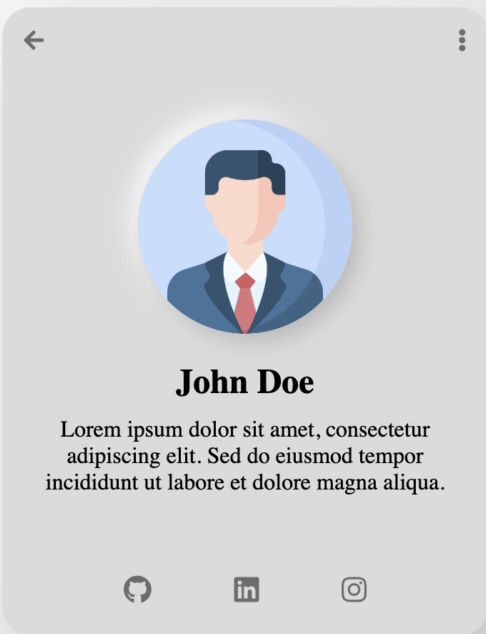 John Doe
Lorem ipsum dolor sit amet, consectetur
adipiscing elit. Sed do eiusmod tempor
incididunt ut labore et dolore magna aliqua.